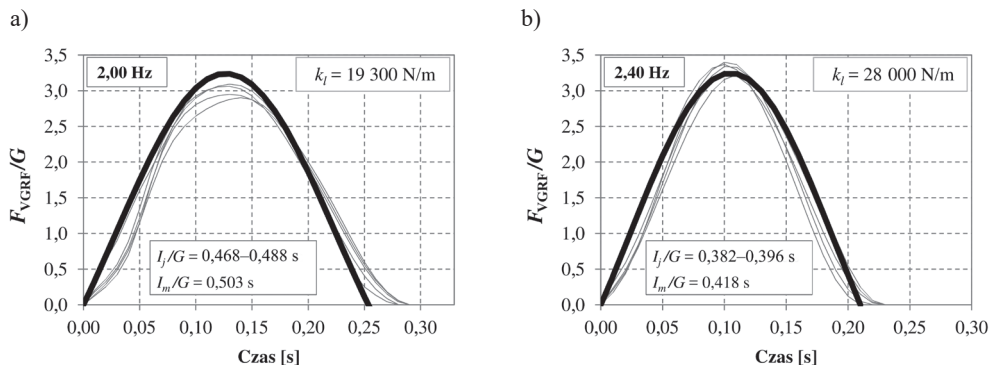 a)
2,00 Hz
k_l = 19 300 N/m
F_VGRF/G
3,5
3,0
2,5
2,0
1,5
1,0
0,5
0,0
I_j/G = 0,468–0,488 s
I_m/G = 0,503 s
0,00 0,05 0,10 0,15 0,20 0,25 0,30
Czas [s]
b)
2,40 Hz
k_l = 28 000 N/m
F_VGRF/G
3,5
3,0
2,5
2,0
1,5
1,0
0,5
0,0
I_j/G = 0,382–0,396 s
I_m/G = 0,418 s
0,00 0,05 0,10 0,15 0,20 0,25 0,30
Czas [s]